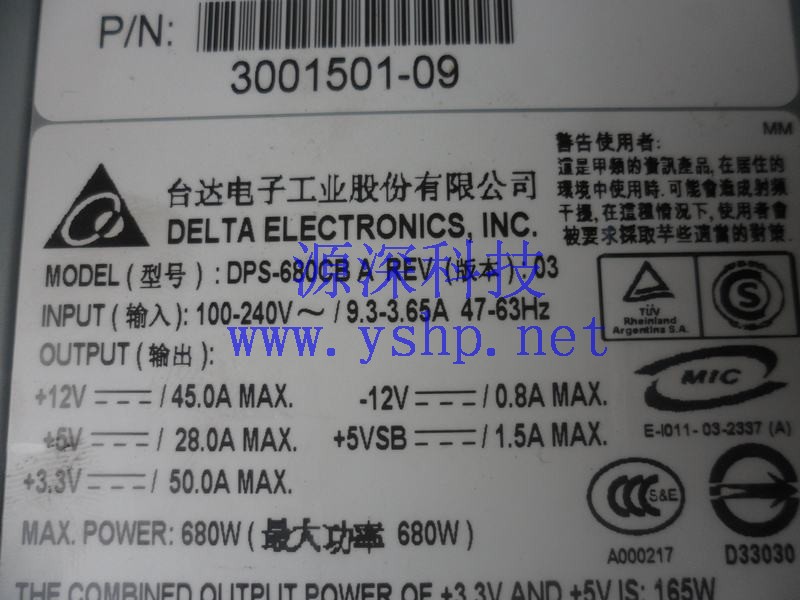 P/N:
3001501-09
MM
警告使用者:
這是甲類的資訊產品,在居住的
環境中使用時.可能會造成射頻
干擾,在這種情況下,使用者會
被要求採取某些適當的對策.
台达电子工业股份有限公司
DELTA ELECTRONICS, INC.
源深科技
www.yshp.net
MODEL (型号) : DPS-680CB A REV (版本): 03
INPUT (输入): 100-240V～ / 9.3-3.65A 47-63Hz
OUTPUT (输出):
+12V ⎓ / 45.0A MAX. -12V ⎓ / 0.8A MAX.
+5V ⎓ / 28.0A MAX. +5VSB ⎓ / 1.5A MAX.
+3.3V ⎓ / 50.0A MAX.
MAX. POWER: 680W (最大功率 680W)
THE COMBINED OUTPUT POWER OF +3.3V AND +5V IS: 165W
TÜV
Rheinland
Argentina S.A.
S
MIC
E-I011- 03-2337 (A)
CCC S&E
A000217
D33030